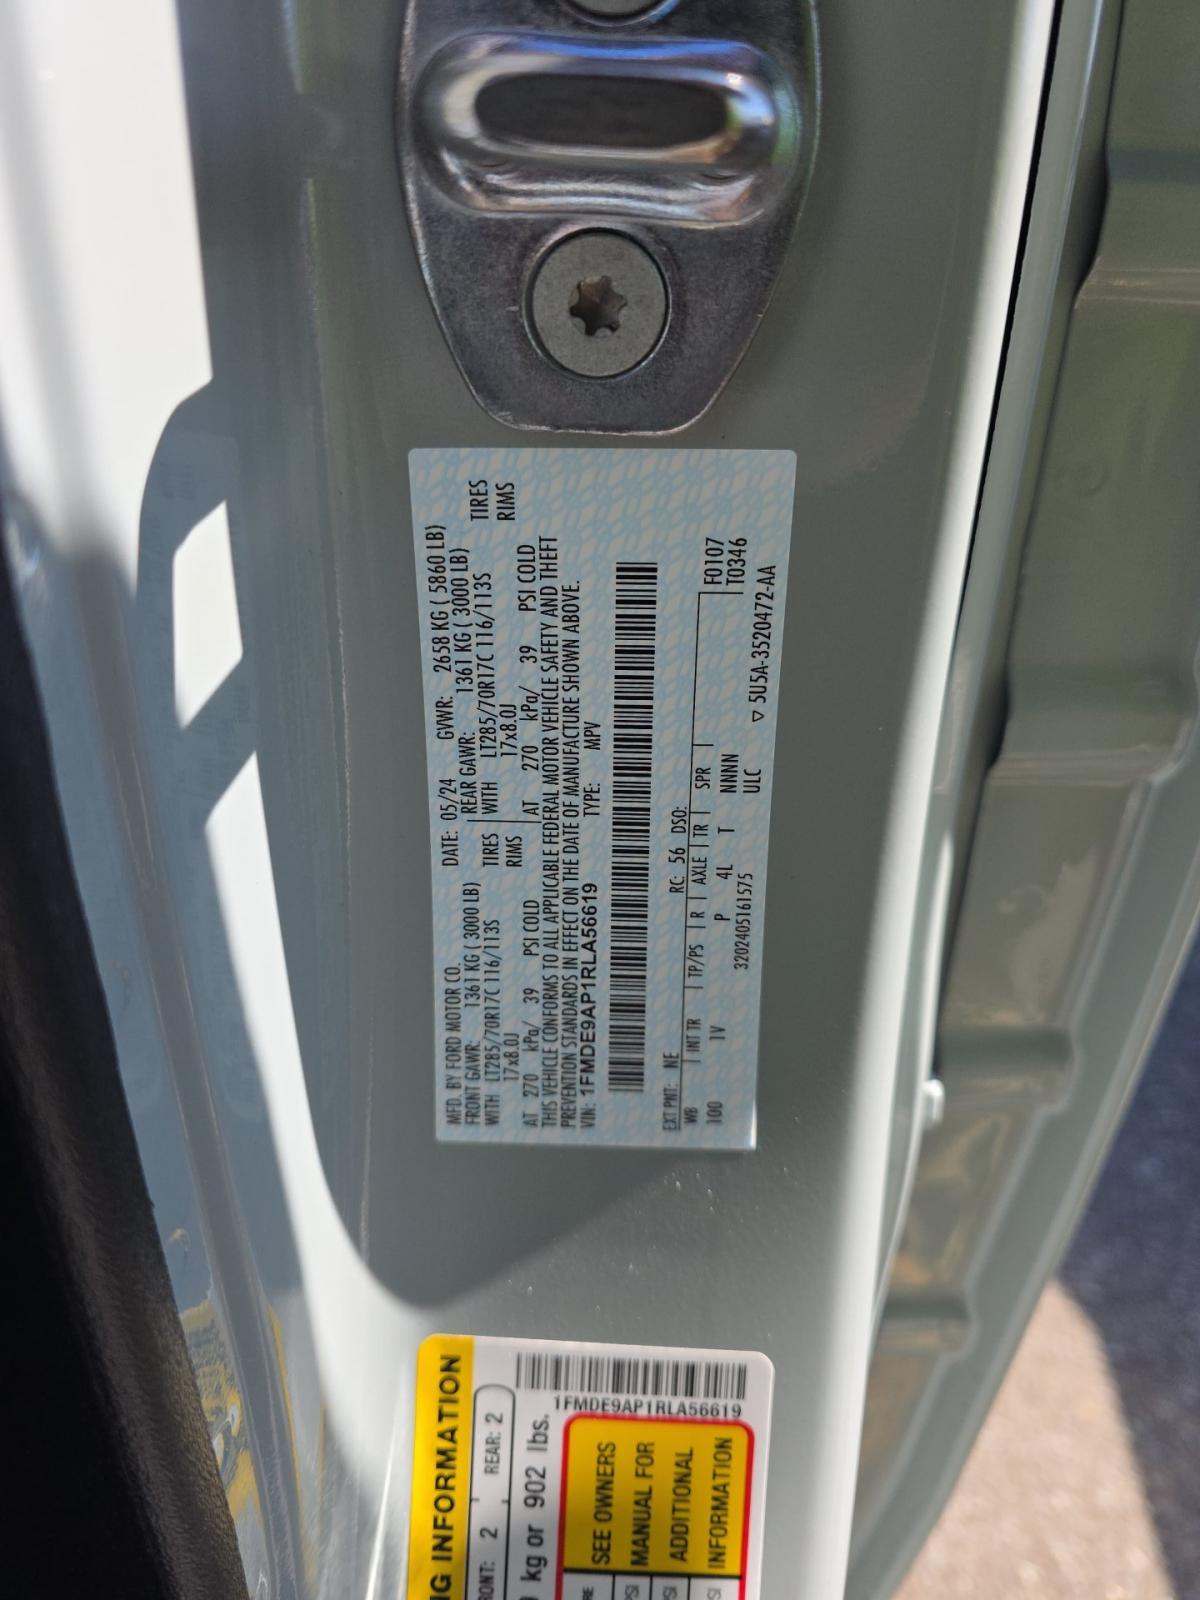 MFD. BY FORD MOTOR CO.
DATE: 05/24 GVWR: 2658 KG ( 5860 LB)
FRONT GAWR: 1361 KG ( 3000 LB) REAR GAWR: 1361 KG ( 3000 LB)
WITH LT285/70R17C 116/113S TIRES WITH LT285/70R17C 116/113S TIRES
17x8.0J RIMS 17x8.0J RIMS
AT 270 kPa/ 39 PSI COLD AT 270 kPa/ 39 PSI COLD
THIS VEHICLE CONFORMS TO ALL APPLICABLE FEDERAL MOTOR VEHICLE SAFETY AND THEFT
PREVENTION STANDARDS IN EFFECT ON THE DATE OF MANUFACTURE SHOWN ABOVE.
VIN: 1FMDE9AP1RLA56619 TYPE: MPV
EXT PNT: NE RC: 56 DSO:
WB INT TR TP/PS R AXLE TR SPR F0107
100 IV P 4L T NNNN T0346
3202405161575 ULC ▽ 5U5A-3520472-AA
NG INFORMATION
RONT: 2 REAR: 2
kg or 902 lbs.
1FMDE9AP1RLA56619
SEE OWNERS
MANUAL FOR
ADDITIONAL
INFORMATION